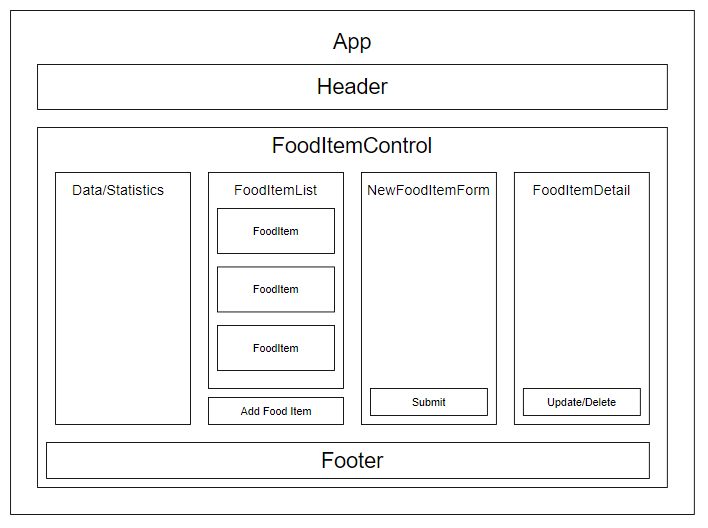 App
Header
FoodItemControl
Data/Statistics
FoodItemList
FoodItem
FoodItem
FoodItem
Add Food Item
NewFoodItemForm
Submit
FoodItemDetail
Update/Delete
Footer